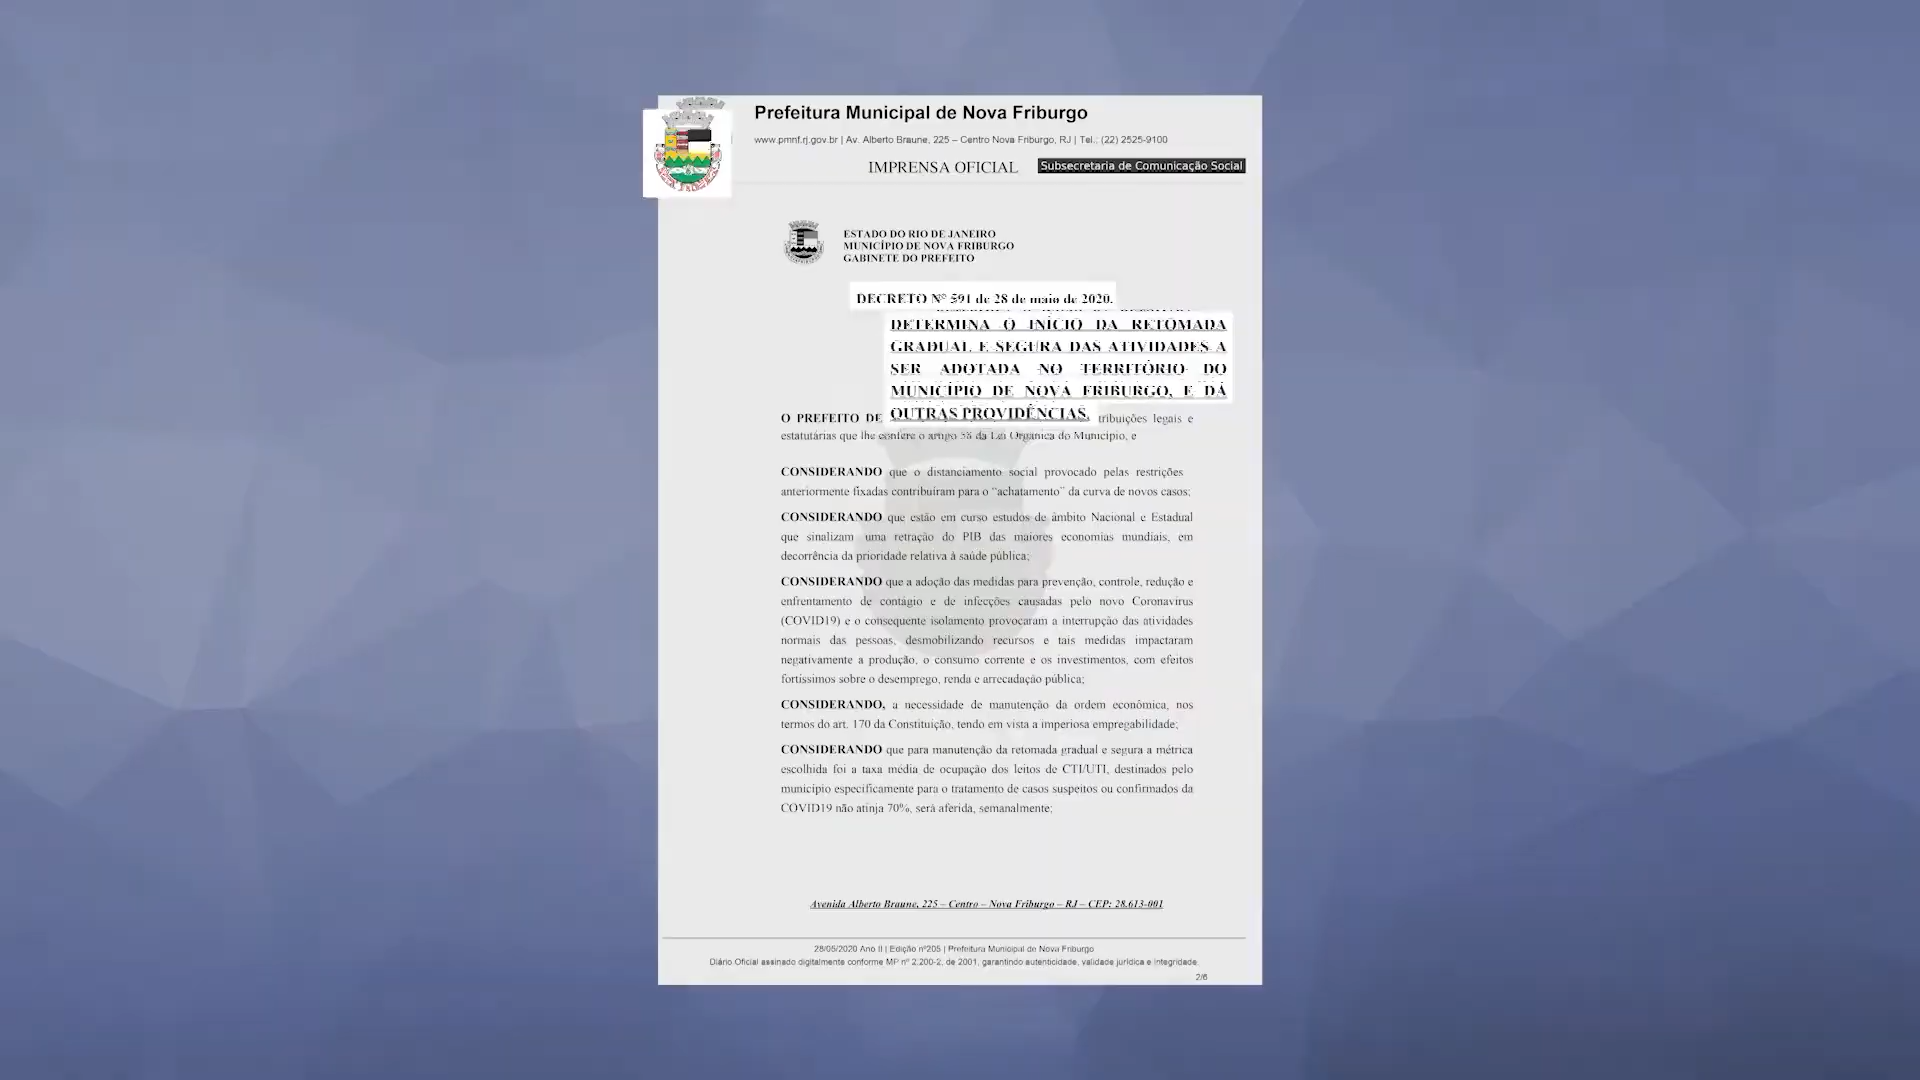 Prefeitura Municipal de Nova Friburgo
www.pmnf.rj.gov.br | Av. Alberto Braune, 225 – Centro Nova Friburgo, RJ | Tel.: (22) 2525-9100
IMPRENSA OFICIAL Subsecretaria de Comunicação Social
ESTADO DO RIO DE JANEIRO
MUNICÍPIO DE NOVA FRIBURGO
GABINETE DO PREFEITO
DECRETO Nº 591 de 28 de maio de 2020.
DETERMINA O INÍCIO DA RETOMADA
GRADUAL E SEGURA DAS ATIVIDADES A
SER ADOTADA NO TERRITÓRIO DO
MUNICÍPIO DE NOVA FRIBURGO, E DÁ
OUTRAS PROVIDÊNCIAS.
O PREFEITO DE tribuições legais e
estatutárias que lhe confere o artigo 58 da Lei Orgânica do Município, e
CONSIDERANDO que o distanciamento social provocado pelas restrições
anteriormente fixadas contribuíram para o “achatamento” da curva de novos casos;
CONSIDERANDO que estão em curso estudos de âmbito Nacional e Estadual
que sinalizam uma retração do PIB das maiores economias mundiais, em
decorrência da prioridade relativa à saúde pública;
CONSIDERANDO que a adoção das medidas para prevenção, controle, redução e
enfrentamento de contágio e de infecções causadas pelo novo Coronavírus
(COVID19) e o consequente isolamento provocaram a interrupção das atividades
normais das pessoas, desmobilizando recursos e tais medidas impactaram
negativamente a produção, o consumo corrente e os investimentos, com efeitos
fortíssimos sobre o desemprego, renda e arrecadação pública;
CONSIDERANDO, a necessidade de manutenção da ordem econômica, nos
termos do art. 170 da Constituição, tendo em vista a imperiosa empregabilidade;
CONSIDERANDO que para manutenção da retomada gradual e segura a métrica
escolhida foi a taxa média de ocupação dos leitos de CTI/UTI, destinados pelo
município especificamente para o tratamento de casos suspeitos ou confirmados da
COVID19 não atinja 70%, será aferida, semanalmente;
Avenida Alberto Braune, 225 – Centro – Nova Friburgo – RJ – CEP: 28.613-001
28/05/2020 Ano II | Edição nº205 | Prefeitura Municipal de Nova Friburgo
Diário Oficial assinado digitalmente conforme MP nº 2.200-2, de 2001, garantindo autenticidade, validade jurídica e integridade.
2/6